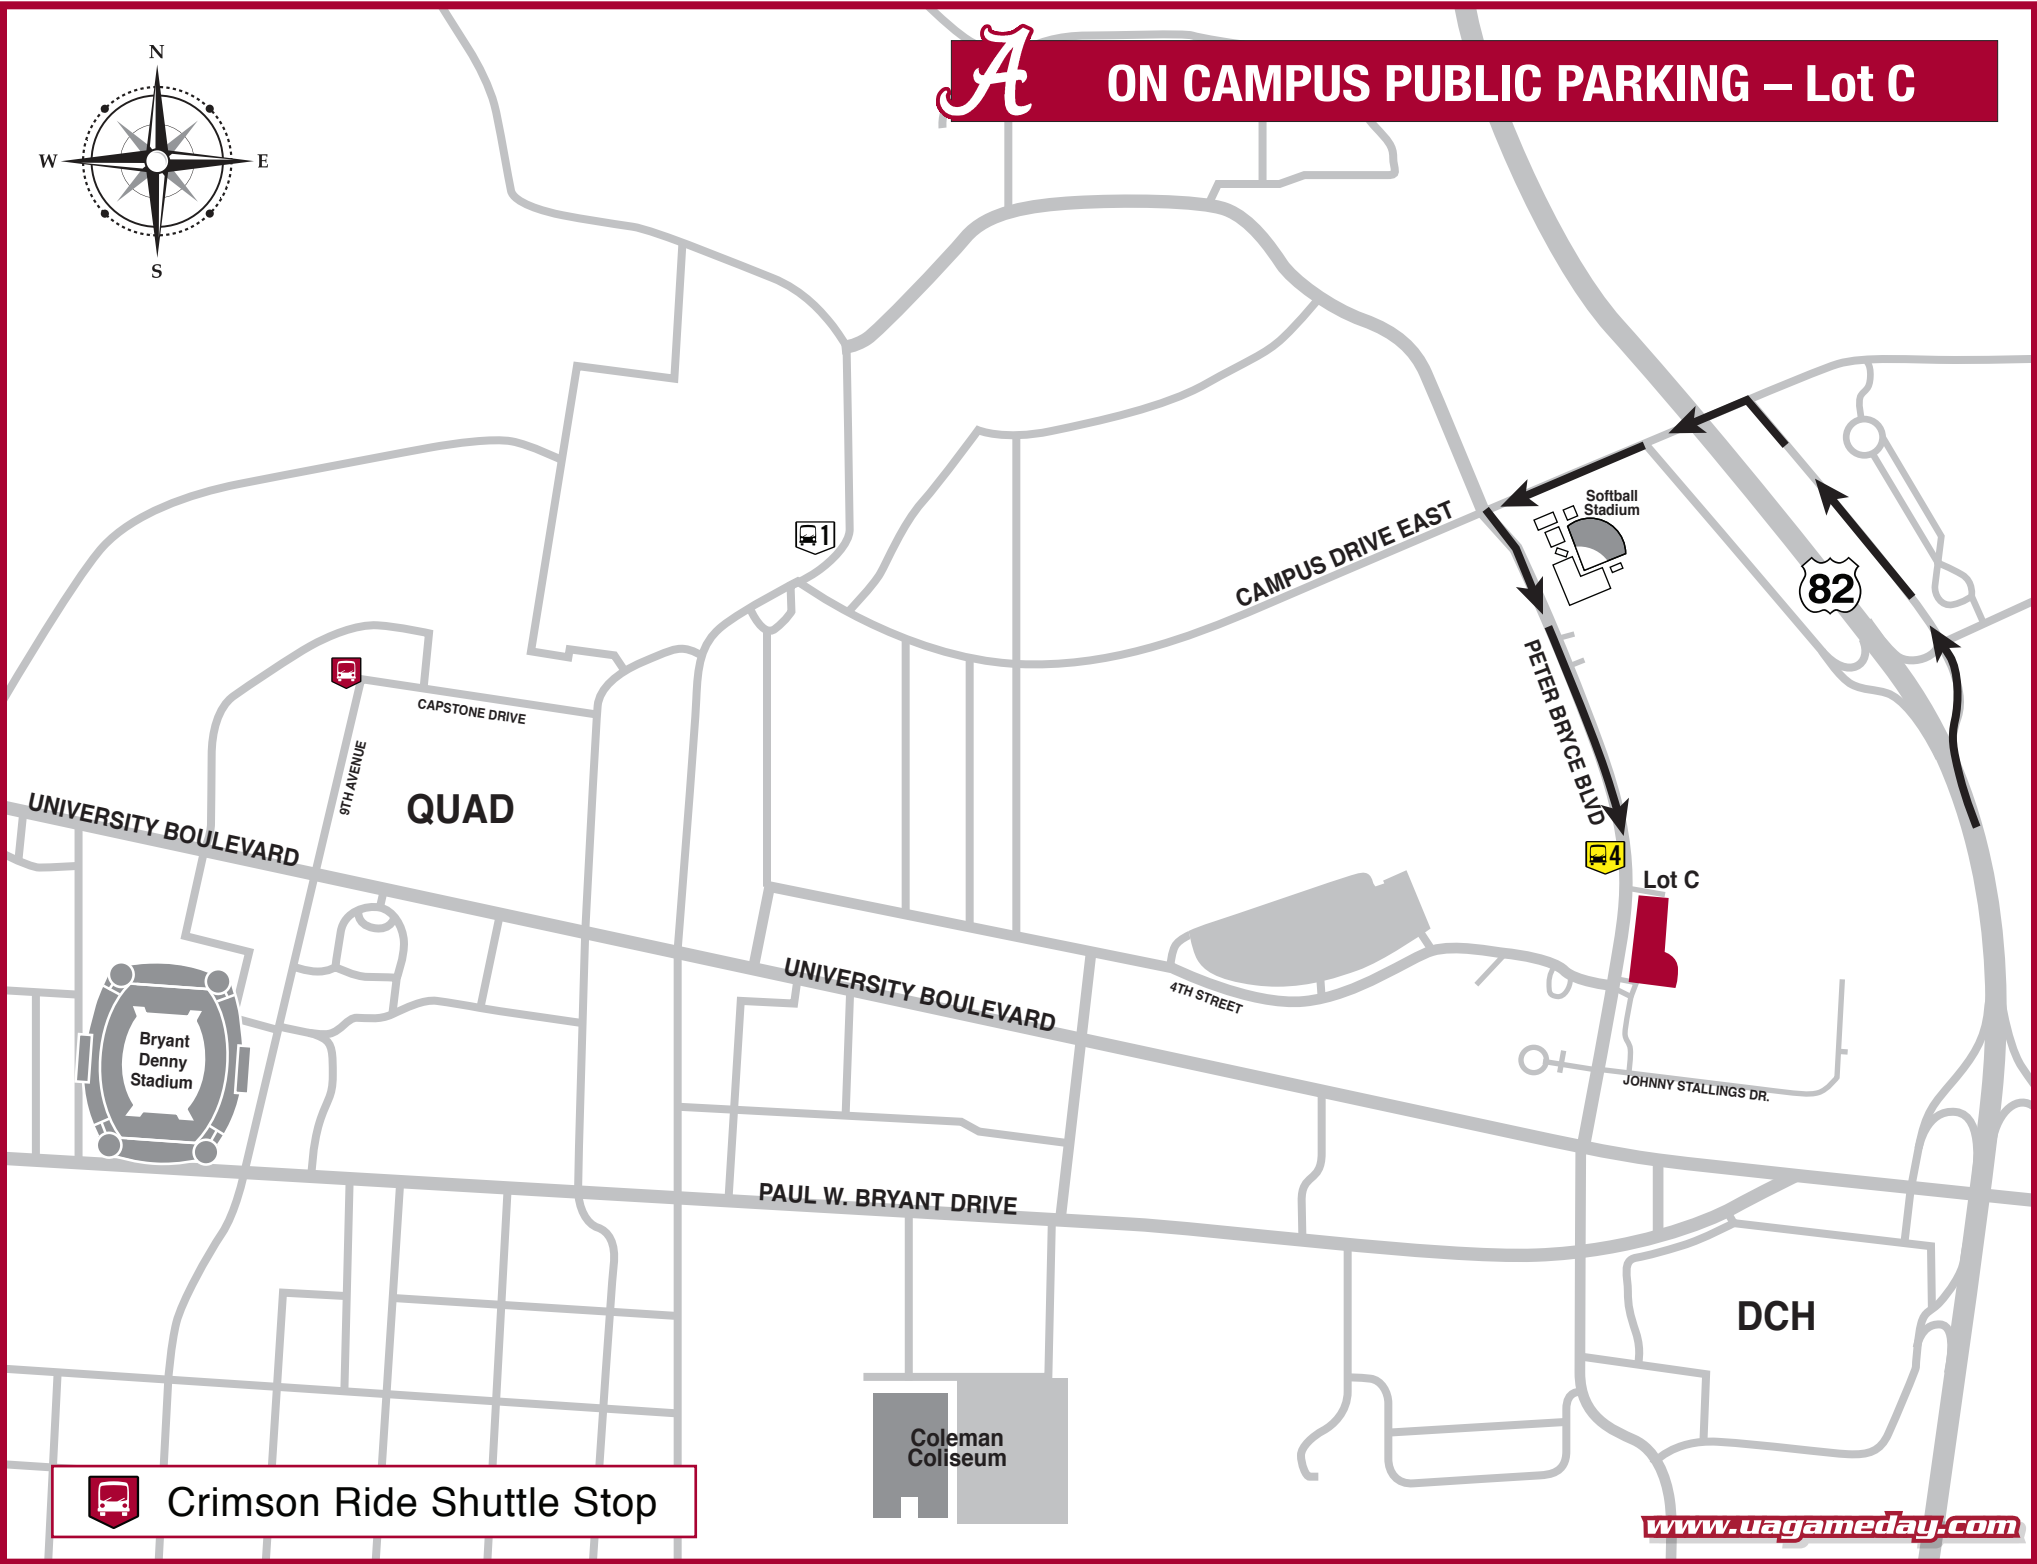 ON CAMPUS PUBLIC PARKING – Lot C
A
N
W
E
S
Softball
Stadium
1
CAMPUS DRIVE EAST
82
PETER BRYCE BLVD
CAPSTONE DRIVE
9TH AVENUE
QUAD
UNIVERSITY BOULEVARD
4
Lot C
UNIVERSITY BOULEVARD
4TH STREET
Bryant
Denny
Stadium
JOHNNY STALLINGS DR.
PAUL W. BRYANT DRIVE
DCH
Coleman
Coliseum
Crimson Ride Shuttle Stop
www.uagameday.com